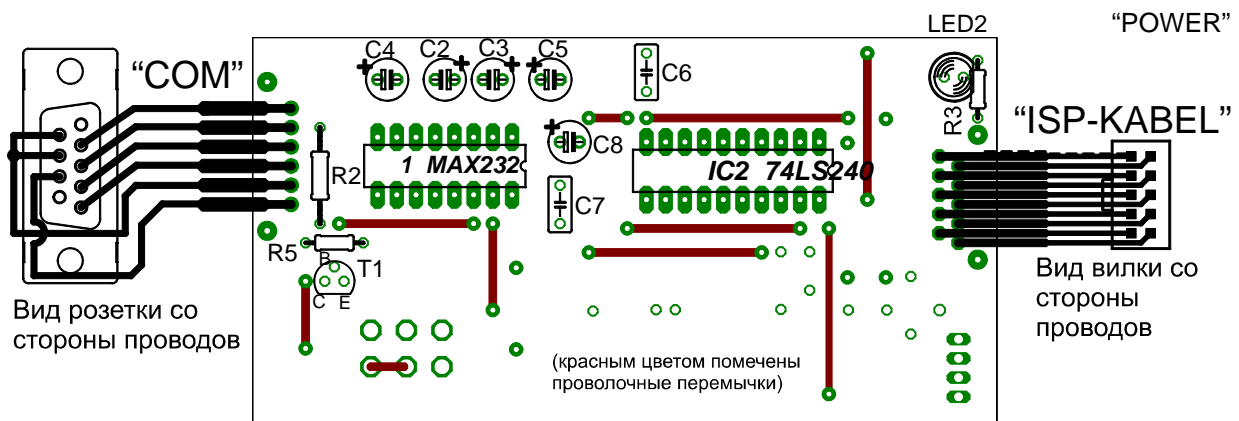 LED2
“POWER”
C4
C2
C3
C5
“COM”
C6
R3
“ISP-KABEL”
C8
1 MAX232
IC2 74LS240
R2
C7
R5
B
T1
C
E
Вид розетки со
стороны проводов
Вид вилки со
стороны
проводов
(красным цветом помечены
проволочные перемычки)